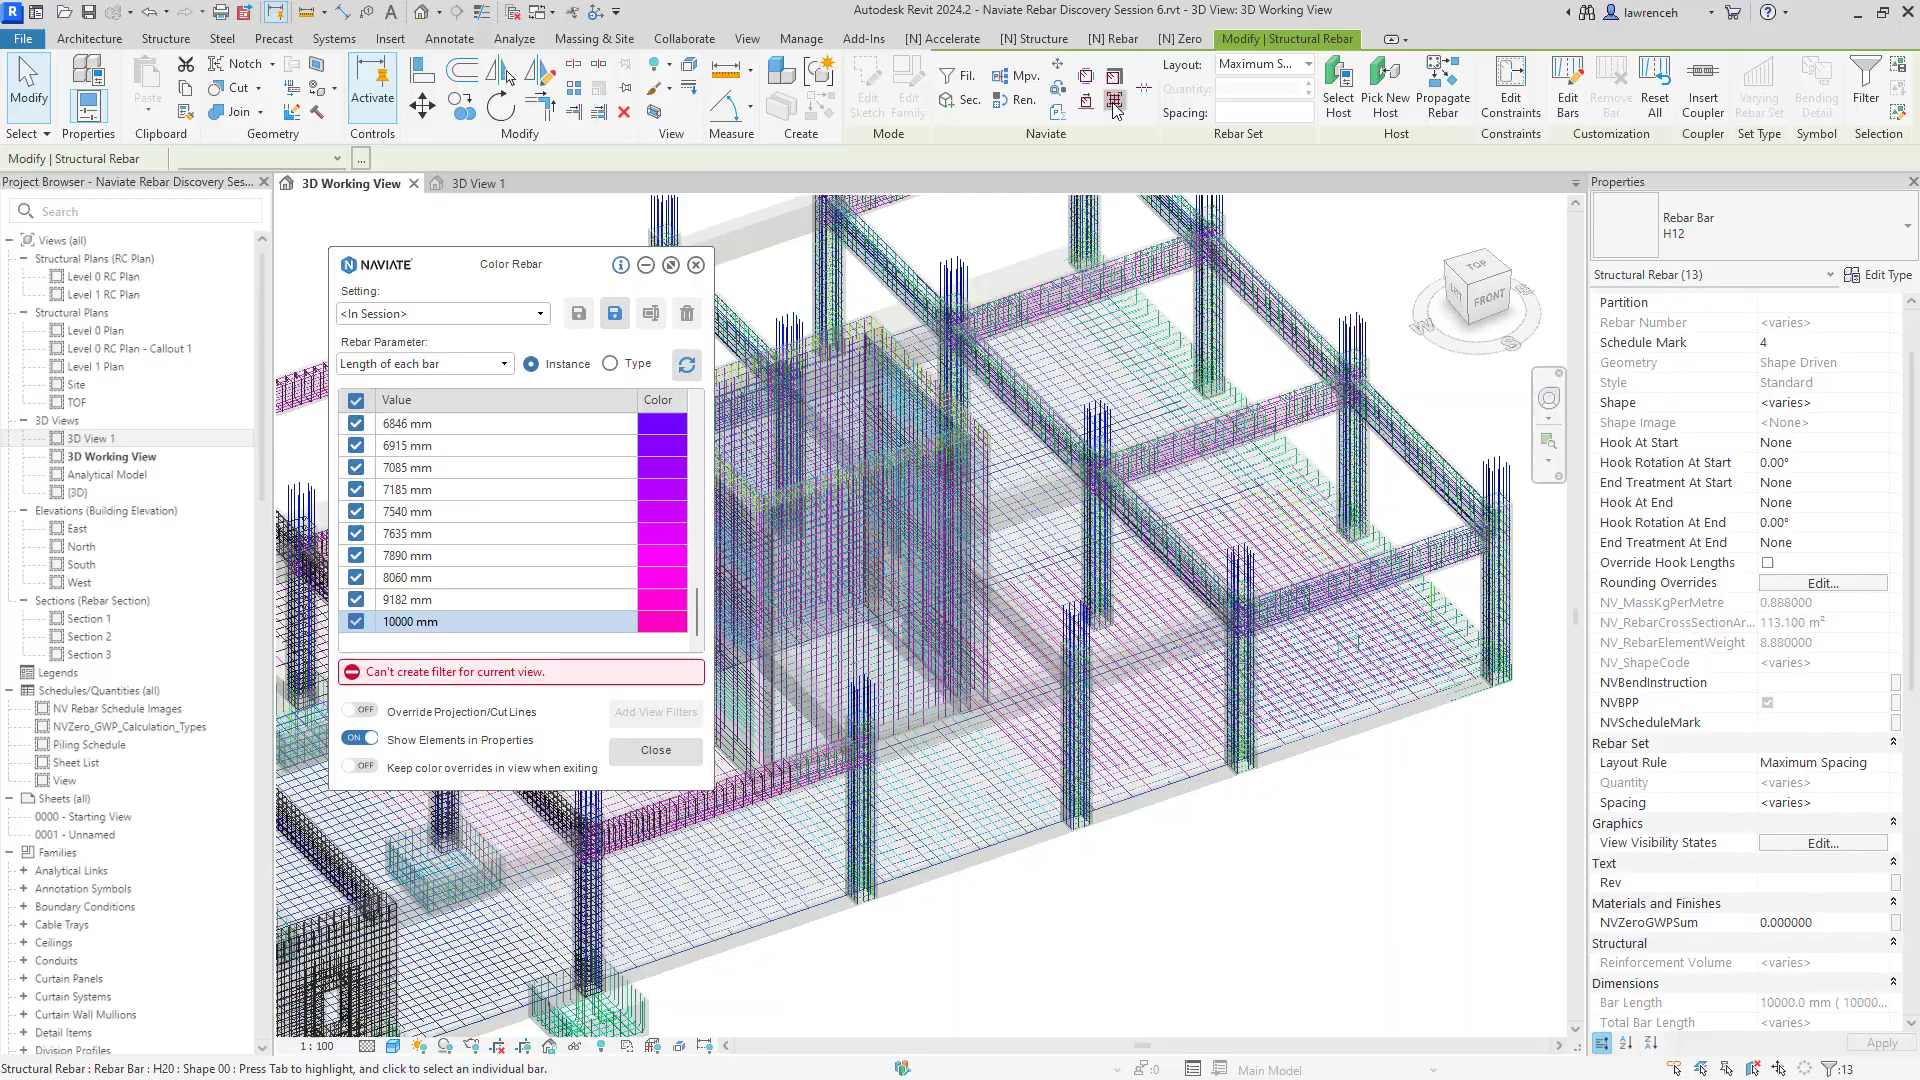 Autodesk Revit 2024.2 - Naviate Rebar Discovery Session 6.rvt - 3D View: 3D Working View
lawrenceh
File Architecture Structure Steel Precast Systems Insert Annotate Analyze Massing & Site Collaborate View Manage Add-Ins [N] Accelerate [N] Structure [N] Rebar [N] Zero Modify | Structural Rebar
Modify
Paste
Notch
Cut
Join
Activate
Edit Sketch
Edit Family
Fil.
Sec.
Mpv.
Ren.
Layout: Maximum S...
Quantity:
Spacing:
Select Host
Pick New Host
Propagate Rebar
Edit Constraints
Edit Bars
Remove Bar
Reset All
Insert Coupler
Varying Rebar Set
Bending Detail
Filter
Select Properties Clipboard Geometry Controls Modify View Measure Create Mode Naviate Rebar Set Host Constraints Customization Coupler Set Type Symbol Selection
Modify | Structural Rebar
...
Project Browser - Naviate Rebar Discovery Ses...
Search
Views (all)
Structural Plans (RC Plan)
Level 0 RC Plan
Level 1 RC Plan
Structural Plans
Level 0 Plan
Level 0 RC Plan - Callout 1
Level 1 Plan
Site
TOF
3D Views
3D View 1
3D Working View
Analytical Model
{3D}
Elevations (Building Elevation)
East
North
South
West
Sections (Rebar Section)
Section 1
Section 2
Section 3
Legends
Schedules/Quantities (all)
NV Rebar Schedule Images
NVZero_GWP_Calculation_Types
Piling Schedule
Sheet List
View
Sheets (all)
0000 - Starting View
0001 - Unnamed
Families
Analytical Links
Annotation Symbols
Boundary Conditions
Cable Trays
Ceilings
Conduits
Curtain Panels
Curtain Systems
Curtain Wall Mullions
Detail Items
Division Profiles
3D Working View
3D View 1
NAVIATE
Color Rebar
Setting:
<In Session>
Rebar Parameter:
Length of each bar
Instance
Type
Value Color
6846 mm
6915 mm
7085 mm
7185 mm
7540 mm
7635 mm
7890 mm
8060 mm
9182 mm
10000 mm
Can't create filter for current view.
OFF Override Projection/Cut Lines
Add View Filters
ON Show Elements in Properties
Close
OFF Keep color overrides in view when exiting
TOP
LEFT
FRONT
W
S
1 : 100
Properties
Rebar Bar
H12
Structural Rebar (13)
Edit Type
Partition
Rebar Number <varies>
Schedule Mark 4
Geometry Shape Driven
Style Standard
Shape <varies>
Shape Image <None>
Hook At Start None
Hook Rotation At Start 0.00°
End Treatment At Start None
Hook At End None
Hook Rotation At End 0.00°
End Treatment At End None
Override Hook Lengths
Rounding Overrides Edit...
NV_MassKgPerMetre 0.888000
NV_RebarCrossSectionAr... 113.100 m²
NV_RebarElementWeight 8.880000
NV_ShapeCode <varies>
NVBendInstruction
NVBPP
NVScheduleMark
Rebar Set
Layout Rule Maximum Spacing
Quantity <varies>
Spacing <varies>
Graphics
View Visibility States Edit...
Text
Rev
Materials and Finishes
NVZeroGWPSum 0.000000
Structural
Reinforcement Volume <varies>
Dimensions
Bar Length 10000.0 mm ( 10000...
Total Bar Length <varies>
Apply
Structural Rebar : Rebar Bar : H20 : Shape 00 : Press Tab to highlight, and click to select an individual bar.
:0
Main Model
:13